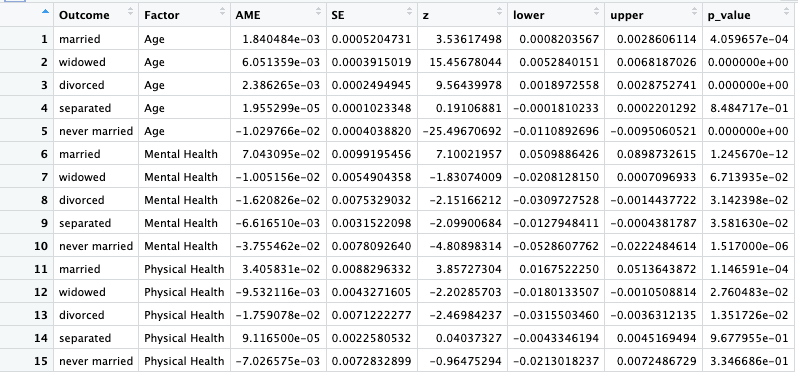 Outcome Factor AME SE z lower upper p_value
1 married Age 1.840484e-03 0.0005204731 3.53617498 0.0008203567 0.0028606114 4.059657e-04
2 widowed Age 6.051359e-03 0.0003915019 15.45678044 0.0052840151 0.0068187026 0.000000e+00
3 divorced Age 2.386265e-03 0.0002494945 9.56439978 0.0018972558 0.0028752741 0.000000e+00
4 separated Age 1.955299e-05 0.0001023348 0.19106881 −0.0001810233 0.0002201292 8.484717e-01
5 never married Age −1.029766e-02 0.0004038820 −25.49670692 −0.0110892696 −0.0095060521 0.000000e+00
6 married Mental Health 7.043095e-02 0.0099195456 7.10021957 0.0509886426 0.0898732615 1.245670e-12
7 widowed Mental Health −1.005156e-02 0.0054904358 −1.83074009 −0.0208128150 0.0007096933 6.713935e-02
8 divorced Mental Health −1.620826e-02 0.0075329032 −2.15166212 −0.0309727528 −0.0014437722 3.142398e-02
9 separated Mental Health −6.616510e-03 0.0031522098 −2.09900684 −0.0127948411 −0.0004381787 3.581630e-02
10 never married Mental Health −3.755462e-02 0.0078092640 −4.80898314 −0.0528607762 −0.0222484614 1.517000e-06
11 married Physical Health 3.405831e-02 0.0088296332 3.85727304 0.0167522250 0.0513643872 1.146591e-04
12 widowed Physical Health −9.532116e-03 0.0043271605 −2.20285703 −0.0180133507 −0.0010508814 2.760483e-02
13 divorced Physical Health −1.759078e-02 0.0071222277 −2.46984237 −0.0315503460 −0.0036312135 1.351726e-02
14 separated Physical Health 9.116500e-05 0.0022580532 0.04037327 −0.0043346194 0.0045169494 9.677955e-01
15 never married Physical Health −7.026575e-03 0.0072832899 −0.96475294 −0.0213018237 0.0072486729 3.346686e-01